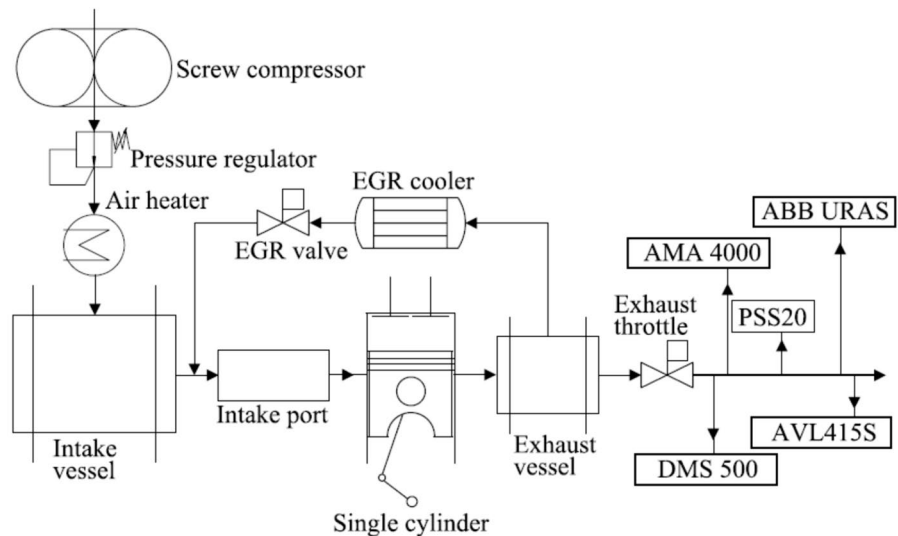 Screw compressor
Pressure regulator
Air heater
EGR cooler
EGR valve
ABB URAS
AMA 4000
Exhaust
throttle
PSS20
Intake port
Intake
vessel
Exhaust
vessel
AVL415S
DMS 500
Single cylinder